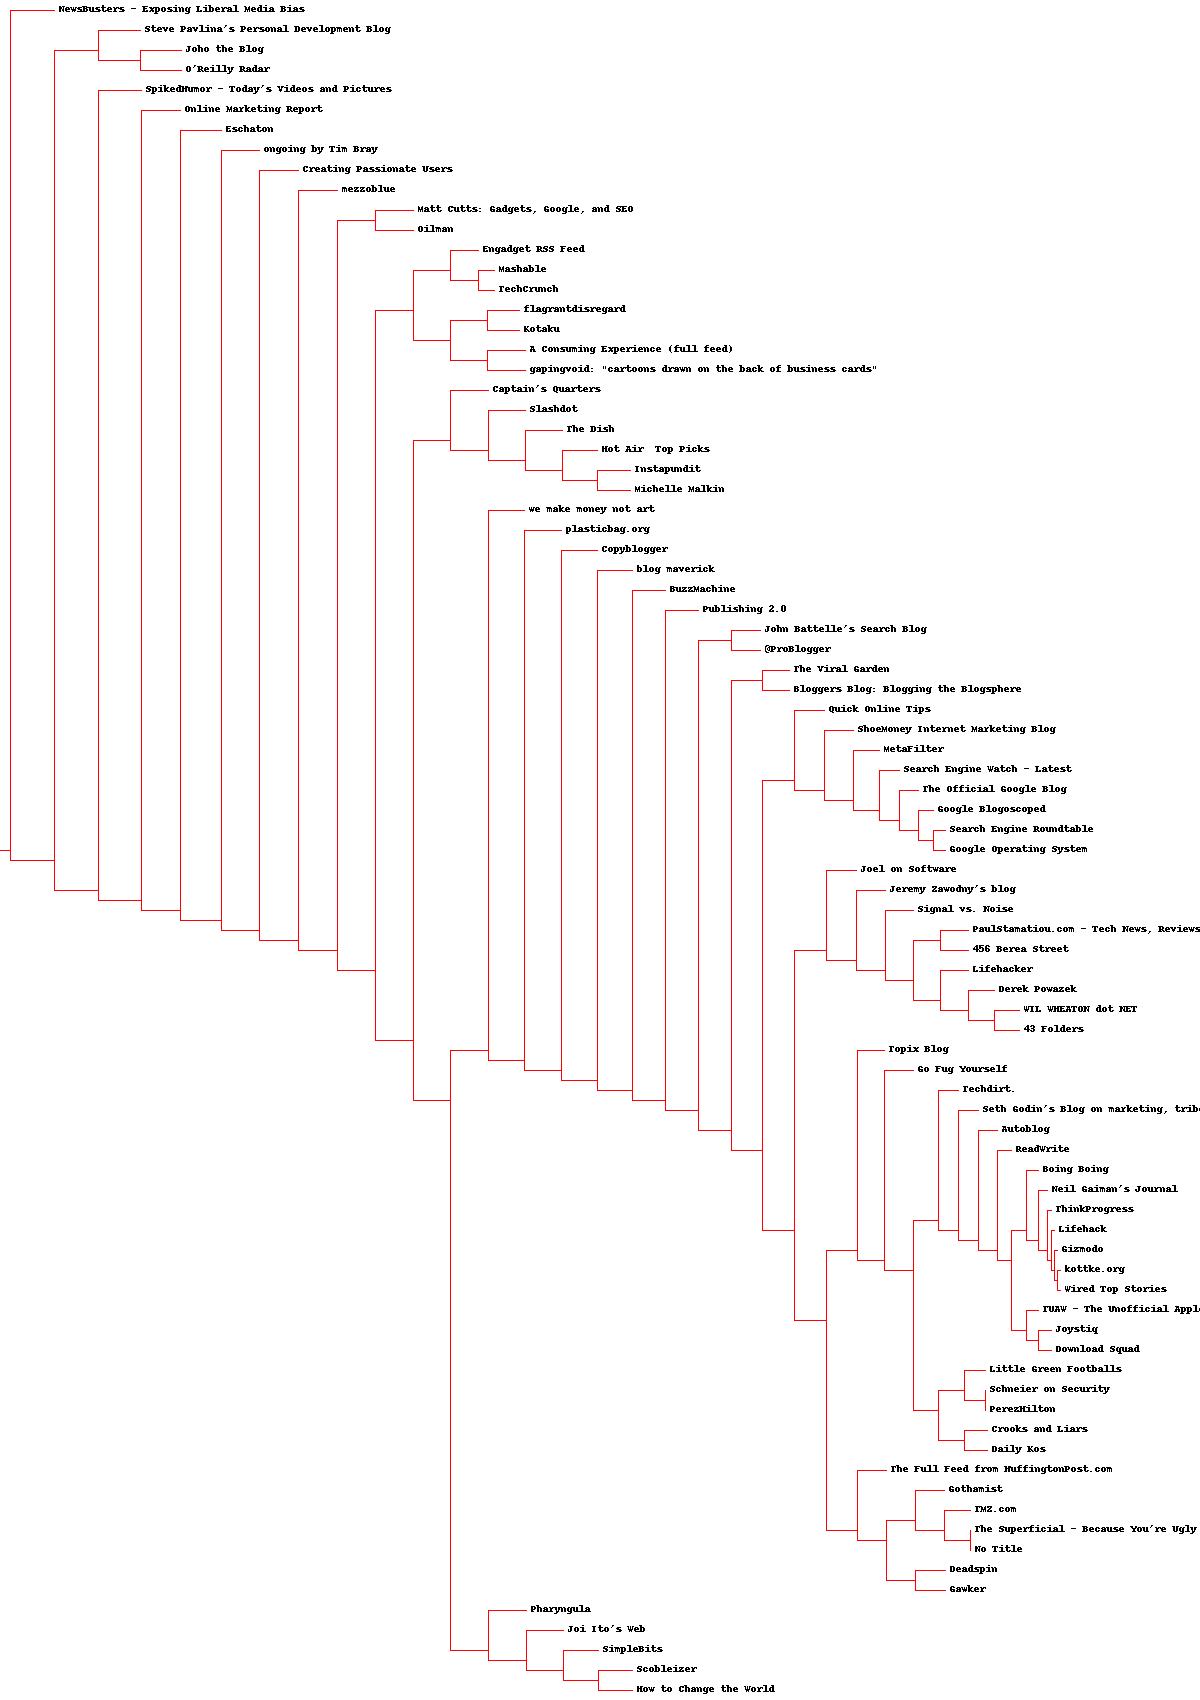 NewsBusters - Exposing Liberal Media Bias
Steve Pavlina's Personal Development Blog
Joho the Blog
O'Reilly Radar
SpikedHumor - Today's Videos and Pictures
Online Marketing Report
Eschaton
ongoing by Tim Bray
Creating Passionate Users
mezzoblue
Matt Cutts: Gadgets, Google, and SEO
Oilman
Engadget RSS Feed
Mashable
TechCrunch
flagrantdisregard
Kotaku
A Consuming Experience (full feed)
gapingvoid: "cartoons drawn on the back of business cards"
Captain's Quarters
Slashdot
The Dish
Hot Air  Top Picks
Instapundit
Michelle Malkin
we make money not art
plasticbag.org
Copyblogger
blog maverick
BuzzMachine
Publishing 2.0
John Battelle's Search Blog
@ProBlogger
The Viral Garden
Bloggers Blog: Blogging the Blogsphere
Quick Online Tips
ShoeMoney Internet Marketing Blog
MetaFilter
Search Engine Watch - Latest
The Official Google Blog
Google Blogoscoped
Search Engine Roundtable
Google Operating System
Joel on Software
Jeremy Zawodny's blog
Signal vs. Noise
PaulStamatiou.com - Tech News, Reviews
456 Berea Street
Lifehacker
Derek Powazek
WIL WHEATON dot NET
43 Folders
Topix Blog
Go Fug Yourself
Techdirt.
Seth Godin's Blog on marketing, tribe
Autoblog
ReadWrite
Boing Boing
Neil Gaiman's Journal
ThinkProgress
Lifehack
Gizmodo
kottke.org
Wired Top Stories
TUAW - The Unofficial Apple
Joystiq
Download Squad
Little Green Footballs
Schneier on Security
PerezHilton
Crooks and Liars
Daily Kos
The Full Feed from HuffingtonPost.com
Gothamist
TMZ.com
The Superficial - Because You're Ugly
No Title
Deadspin
Gawker
Pharyngula
Joi Ito's Web
SimpleBits
Scobleizer
How to Change the World